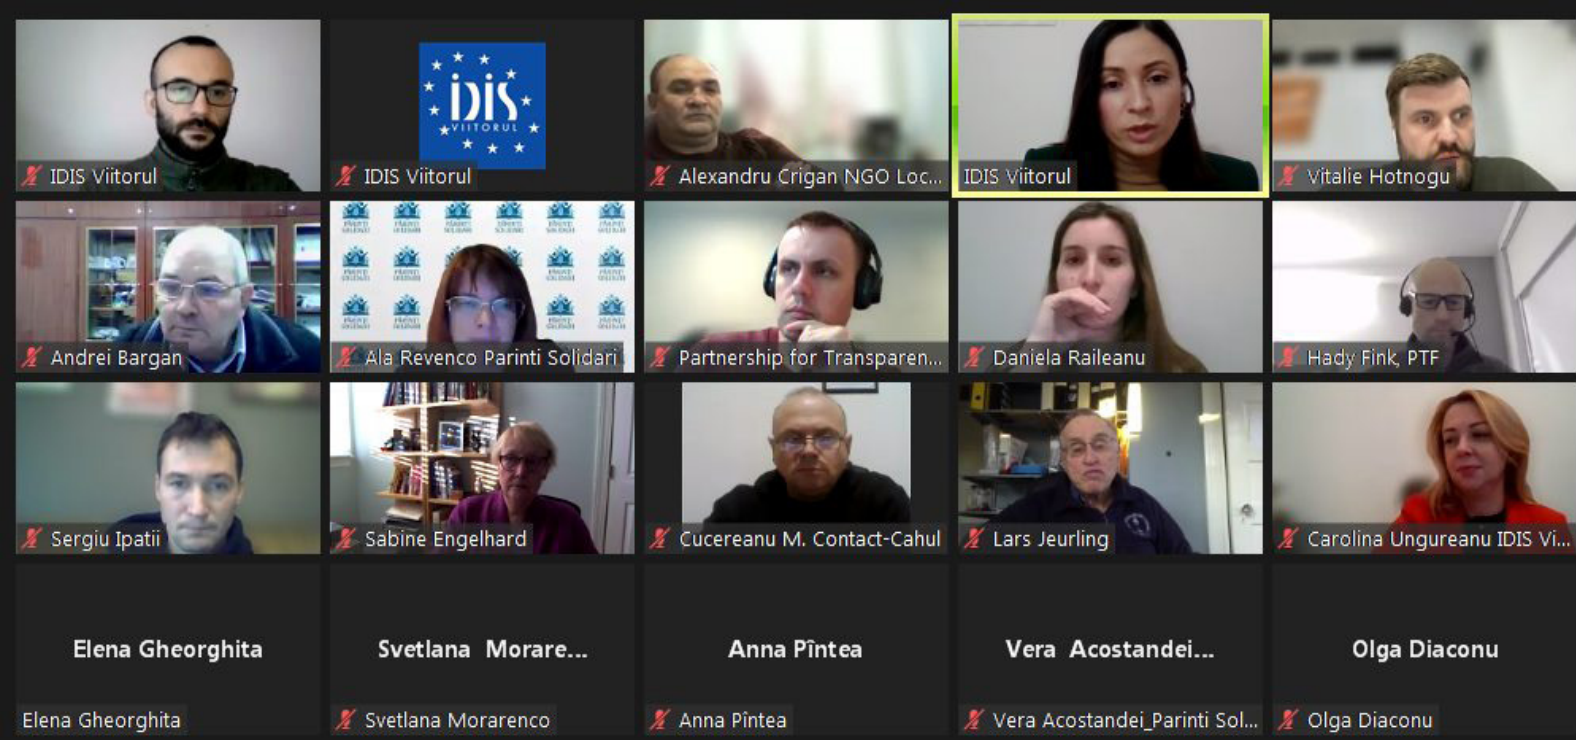 IDIS
VIITORUL
IDIS Viitorul
IDIS Viitorul
Alexandru Crigan NGO Loc...
IDIS Viitorul
Vitalie Hotnogu
PĂRINȚI
SOLIDARI
Andrei Bargan
Ala Revenco Parinti Solidari
Partnership for Transparen...
Daniela Raileanu
Hady Fink, PTF
Sergiu Ipatii
Sabine Engelhard
Cucereanu M. Contact-Cahul
Lars Jeurling
Carolina Ungureanu IDIS Vi...
Elena Gheorghita
Svetlana Morare...
Anna Pîntea
Vera Acostandei...
Olga Diaconu
Elena Gheorghita
Svetlana Morarenco
Anna Pîntea
Vera Acostandei_Parinti Sol...
Olga Diaconu